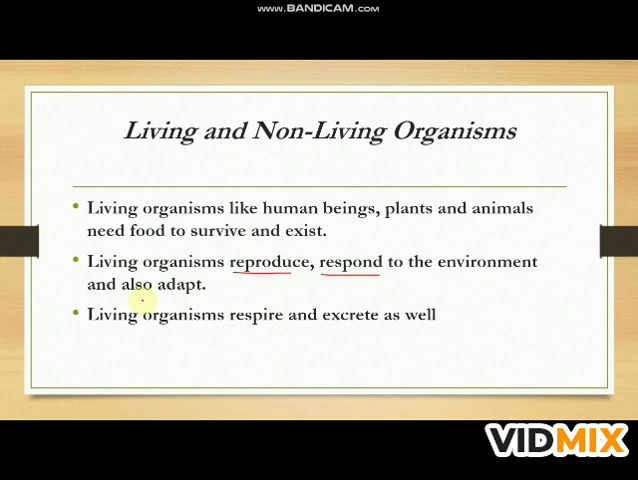 www.BANDICAM.com
Living and Non-Living Organisms
• Living organisms like human beings, plants and animals
need food to survive and exist.
• Living organisms reproduce, respond to the environment
and also adapt.
• Living organisms respire and excrete as well
VIDMIX